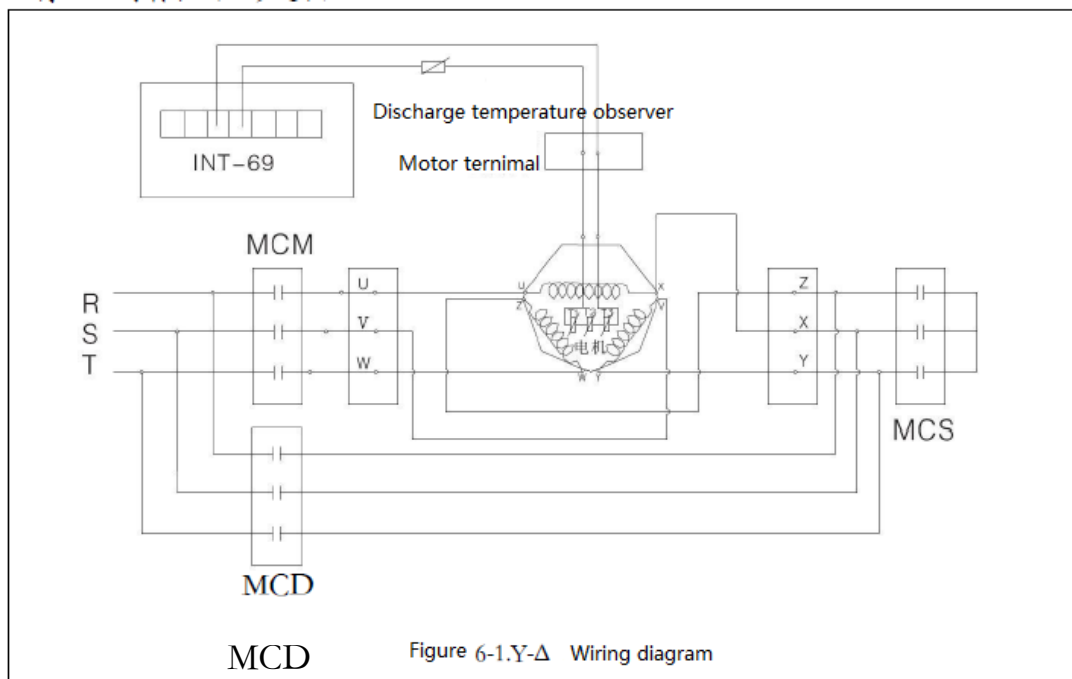 Discharge temperature observer
INT-69
Motor ternimal
MCM
R
S
T
U
V
W
U
Z
X
V
电机
W
Y
Z
X
Y
MCS
MCD
MCD
Figure 6-1.Y-Δ Wiring diagram